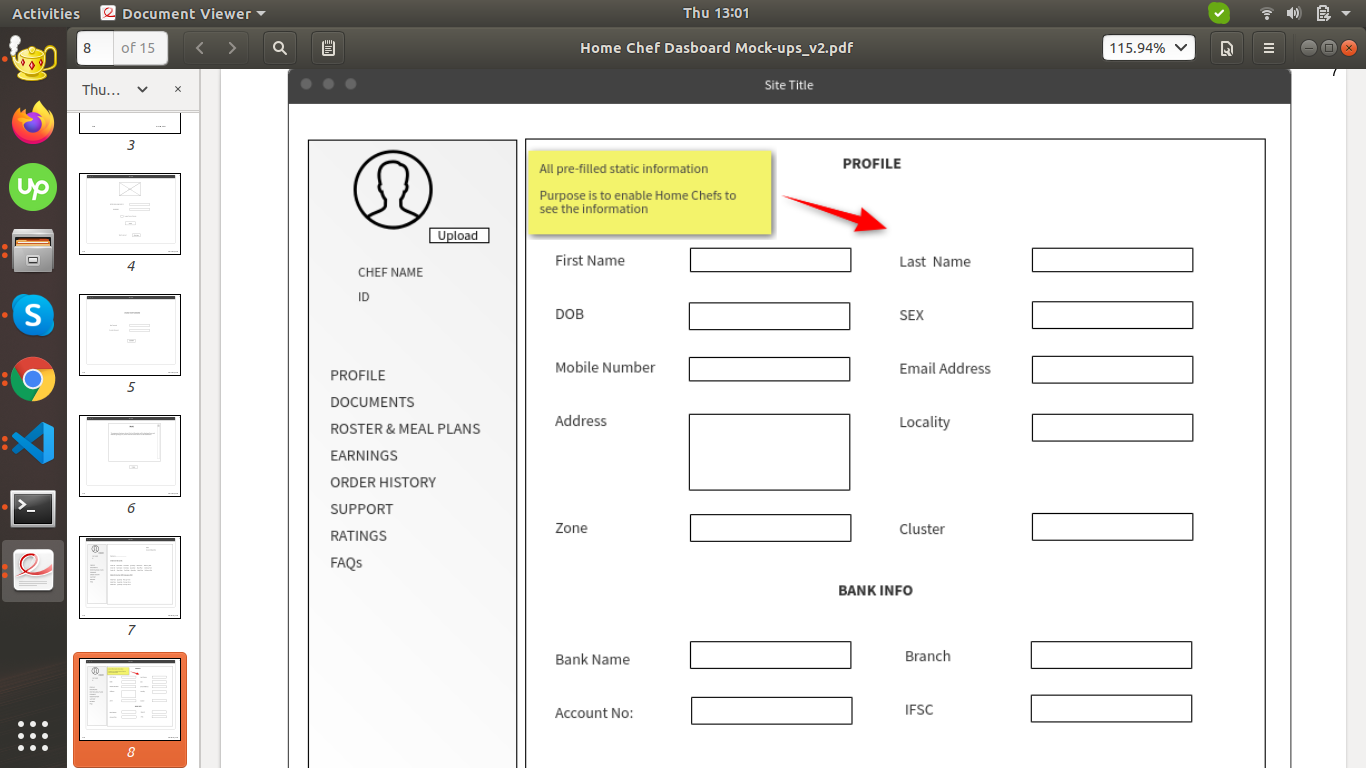 Activities
Document Viewer
Thu 13:01
8
of 15
Home Chef Dasboard Mock-ups_v2.pdf
115.94%
Thu...
3
4
5
6
7
8
7
Site Title
Upload
CHEF NAME
ID
PROFILE
DOCUMENTS
ROSTER & MEAL PLANS
EARNINGS
ORDER HISTORY
SUPPORT
RATINGS
FAQs
All pre-filled static information
Purpose is to enable Home Chefs to
see the information
PROFILE
First Name
Last Name
DOB
SEX
Mobile Number
Email Address
Address
Locality
Zone
Cluster
BANK INFO
Bank Name
Branch
Account No:
IFSC
up
S